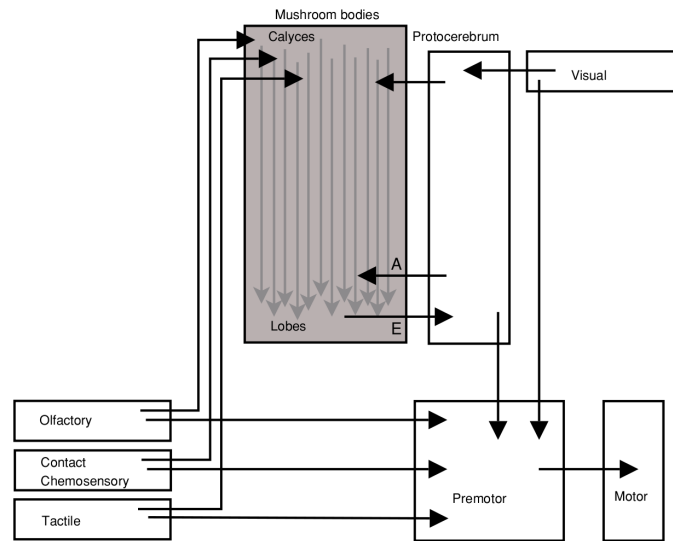 Mushroom bodies
Calyces
Protocerebrum
Visual
A
E
Lobes
Olfactory
Contact
Chemosensory
Tactile
Premotor
Motor